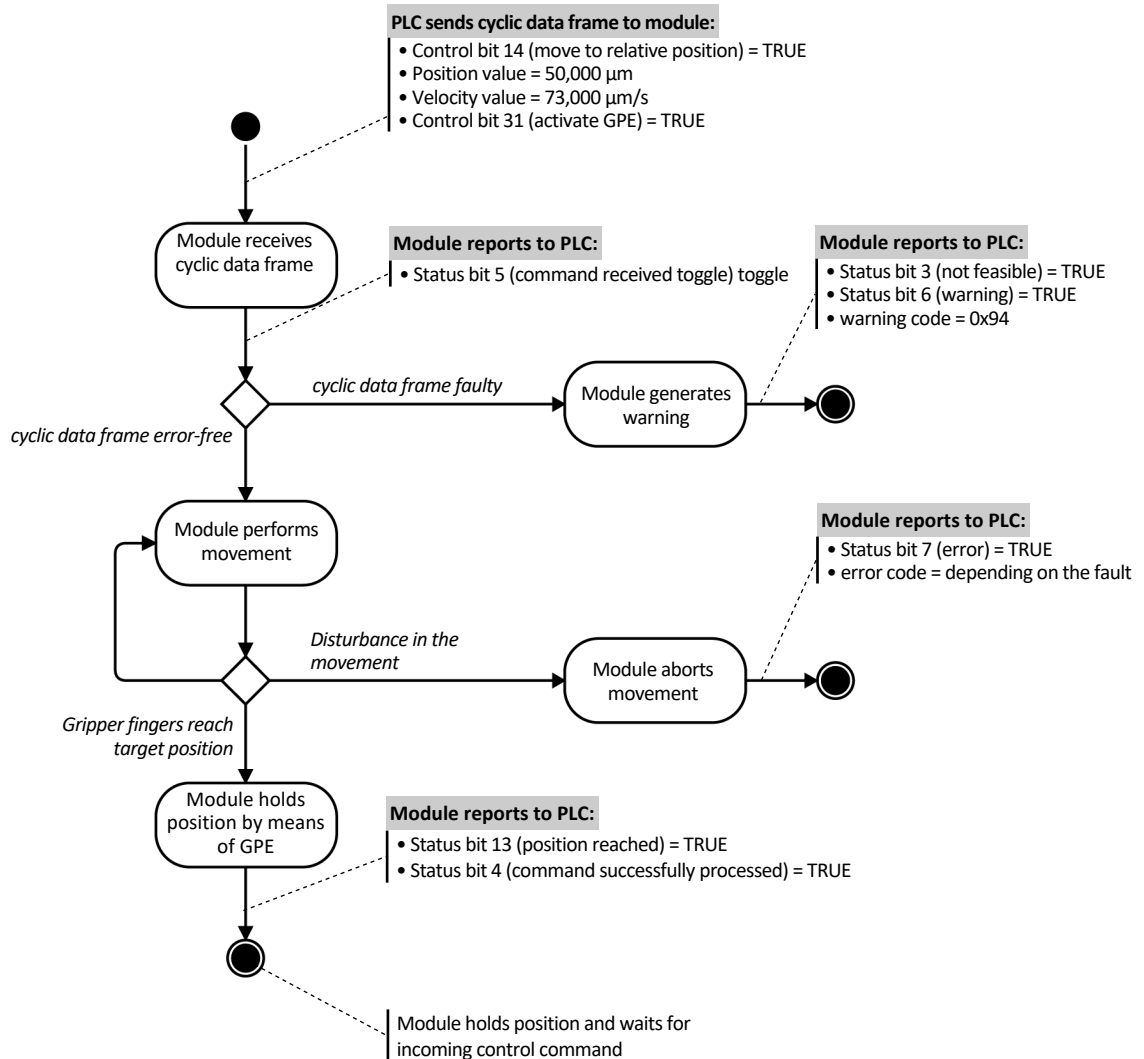 PLC sends cyclic data frame to module:
• Control bit 14 (move to relative position) = TRUE
• Position value = 50,000 µm
• Velocity value = 73,000 µm/s
• Control bit 31 (activate GPE) = TRUE
Module receives
cyclic data frame
Module reports to PLC:
• Status bit 5 (command received toggle) toggle
Module reports to PLC:
• Status bit 3 (not feasible) = TRUE
• Status bit 6 (warning) = TRUE
• warning code = 0x94
cyclic data frame faulty
Module generates
warning
cyclic data frame error-free
Module performs
movement
Module reports to PLC:
• Status bit 7 (error) = TRUE
• error code = depending on the fault
Disturbance in the
movement
Module aborts
movement
Gripper fingers reach
target position
Module holds
position by means
of GPE
Module reports to PLC:
• Status bit 13 (position reached) = TRUE
• Status bit 4 (command successfully processed) = TRUE
Module holds position and waits for
incoming control command